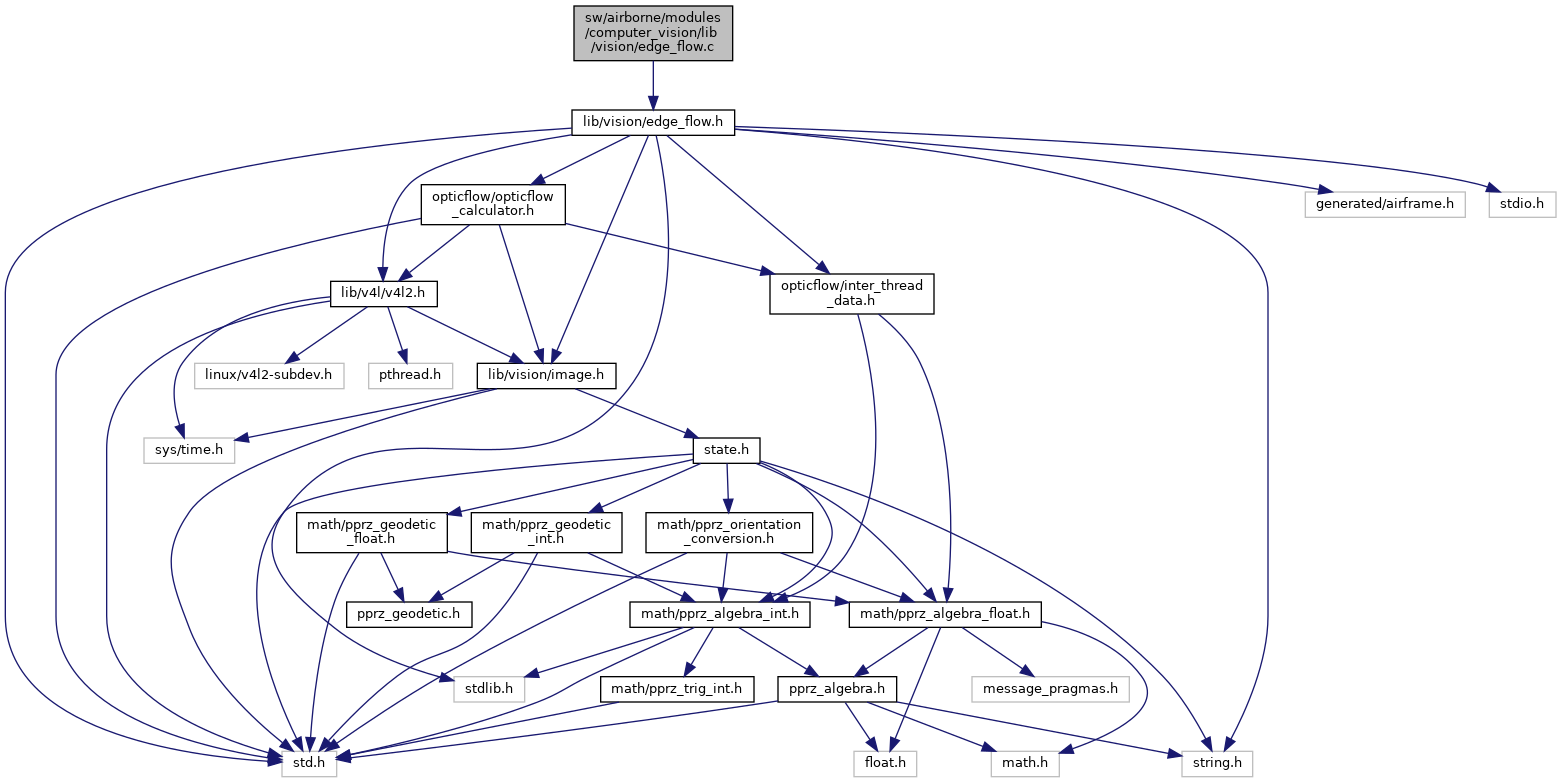 sw/airborne/modules
/computer_vision/lib
/vision/edge_flow.c
lib/vision/edge_flow.h
opticflow/opticflow
_calculator.h
generated/airframe.h
stdio.h
opticflow/inter_thread
_data.h
lib/v4l/v4l2.h
linux/v4l2-subdev.h
pthread.h
lib/vision/image.h
sys/time.h
state.h
math/pprz_geodetic
_float.h
math/pprz_geodetic
_int.h
math/pprz_orientation
_conversion.h
pprz_geodetic.h
math/pprz_algebra_int.h
math/pprz_algebra_float.h
stdlib.h
math/pprz_trig_int.h
pprz_algebra.h
message_pragmas.h
std.h
float.h
math.h
string.h